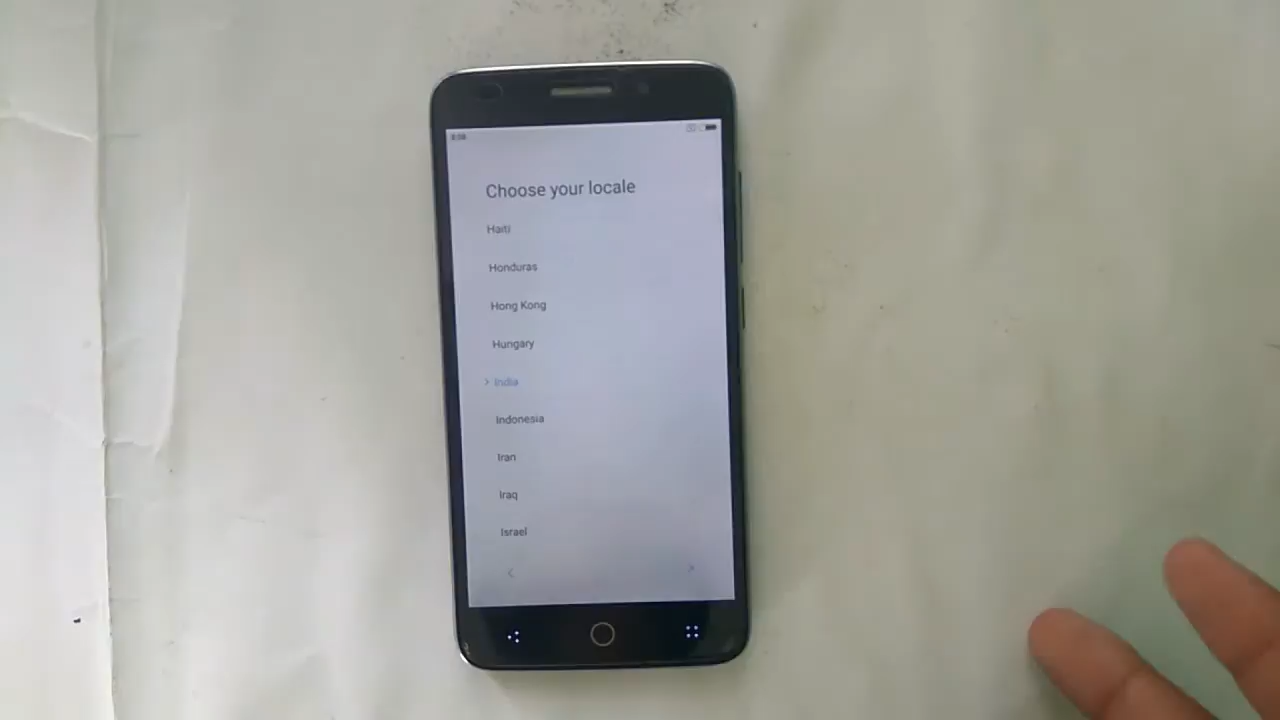 Choose your locale
Haiti
Honduras
Hong Kong
Hungary
India
Indonesia
Iran
Iraq
Israel